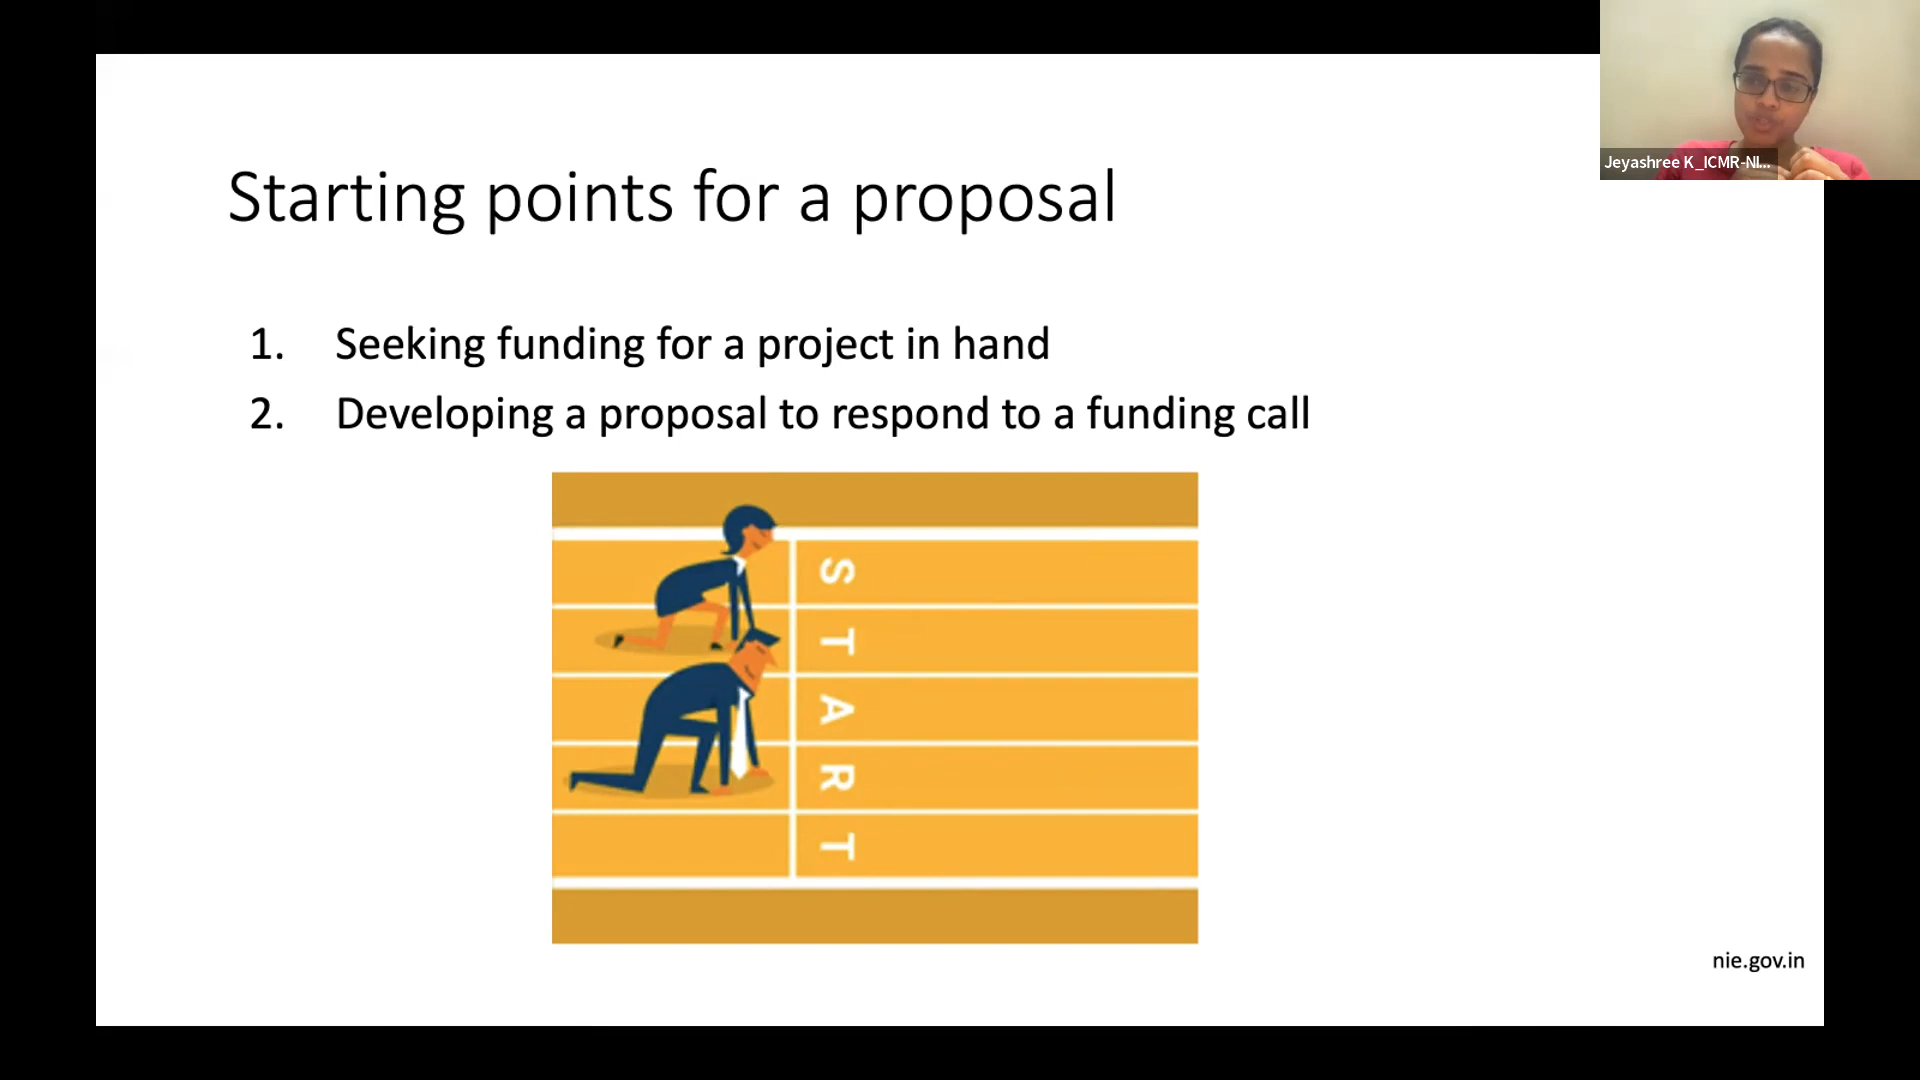 Jeyashree K_ICMR-NI...
Starting points for a proposal
1. Seeking funding for a project in hand
2. Developing a proposal to respond to a funding call
START
nie.gov.in